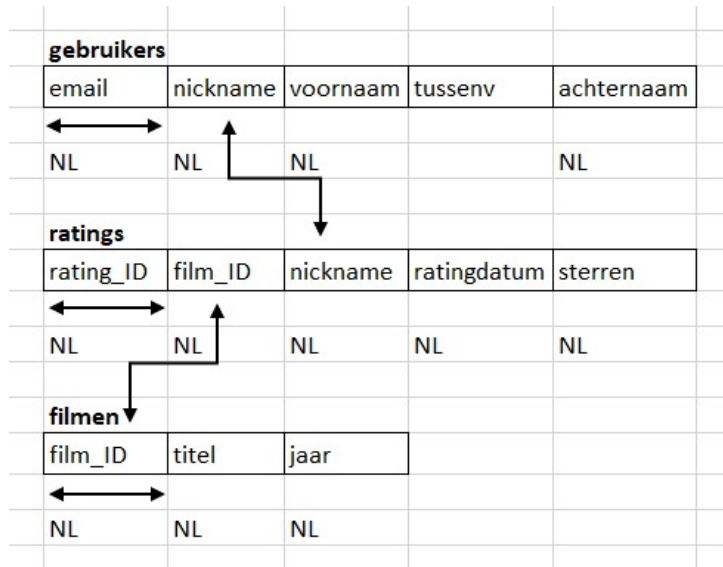 gebruikers
email nickname voornaam tussenv achternaam
NL NL NL NL
ratings
rating_ID film_ID nickname ratingdatum sterren
NL NL NL NL NL
filmen
film_ID titel jaar
NL NL NL